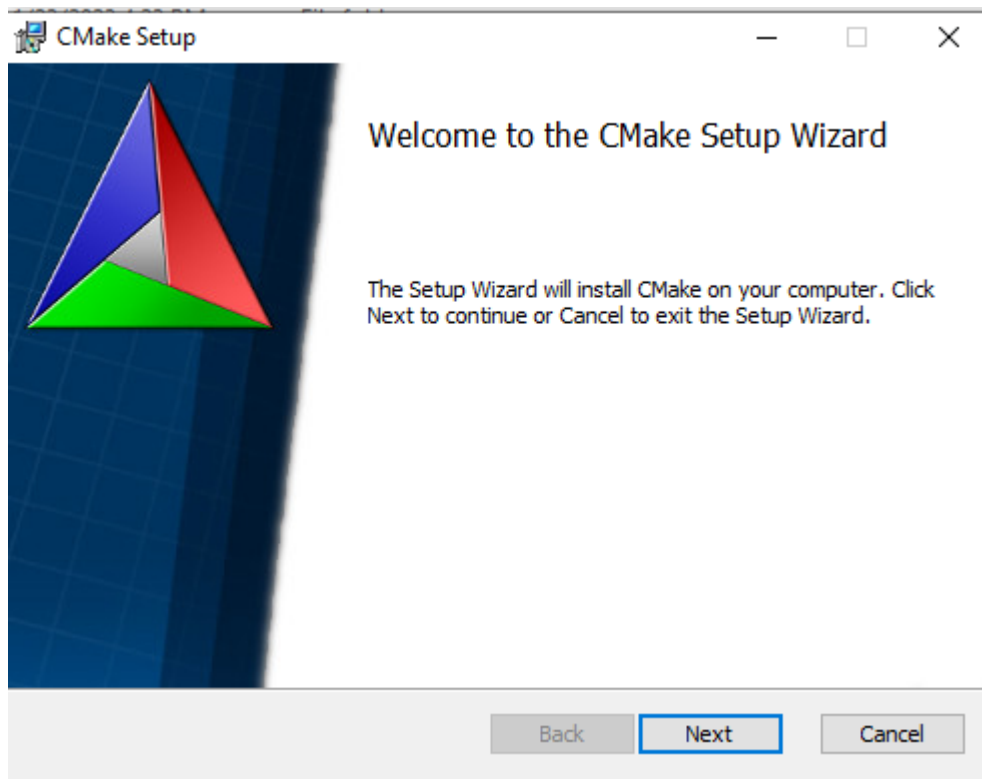 CMake Setup
Welcome to the CMake Setup Wizard
The Setup Wizard will install CMake on your computer. Click
Next to continue or Cancel to exit the Setup Wizard.
Back
Next
Cancel